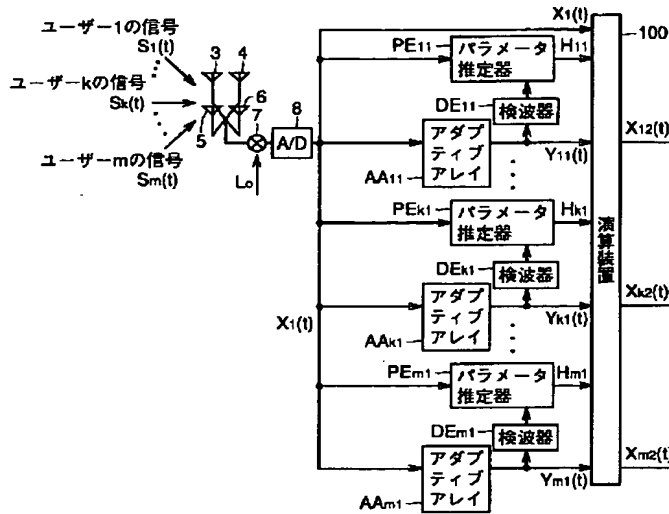 ユーザー1の信号
S1(t)
ユーザーkの信号
Sk(t)
ユーザーmの信号
Sm(t)
3
4
5
6
7
8
A/D
Lo
X1(t)
X1(t)
100
PE11
パラメータ
推定器
H11
DE11
検波器
アダプ
ティブ
アレイ
AA11
Y11(t)
X12(t)
PEk1
パラメータ
推定器
Hk1
DEk1
検波器
アダプ
ティブ
アレイ
AAk1
Yk1(t)
Xk2(t)
PEm1
パラメータ
推定器
Hm1
DEm1
検波器
アダプ
ティブ
アレイ
AAm1
Ym1(t)
Xm2(t)
演算装置